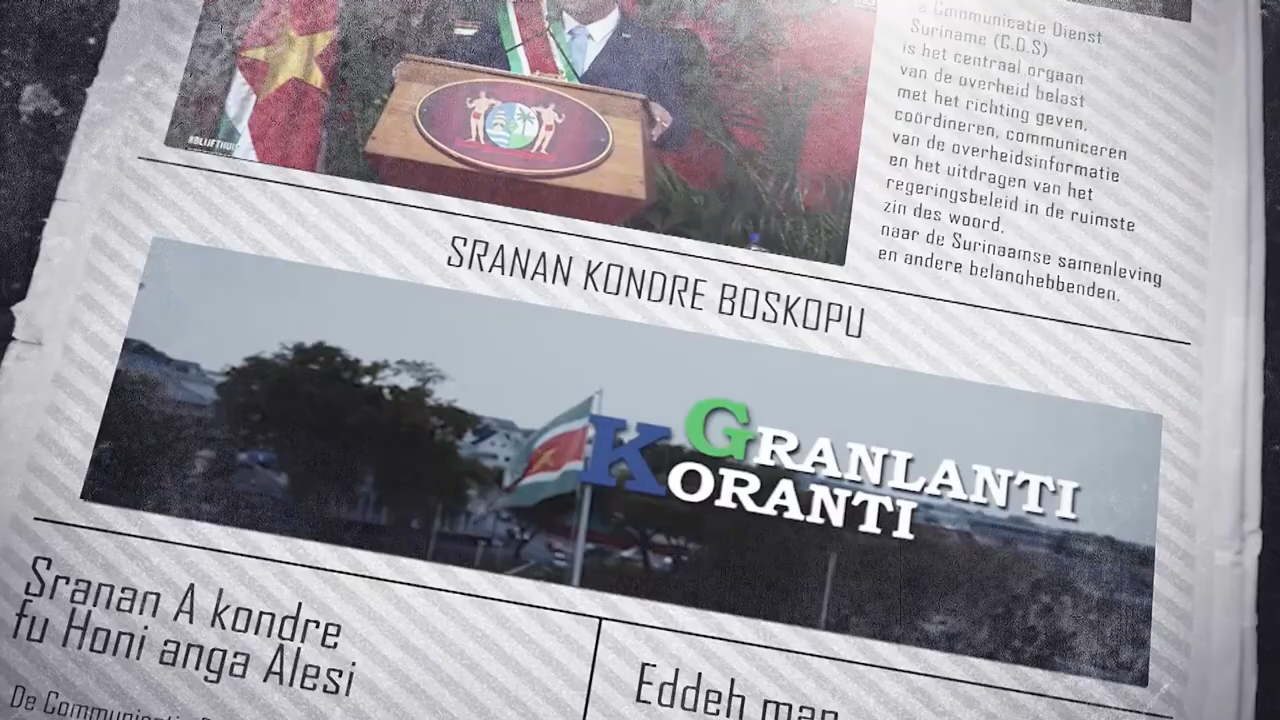 #BLIJFTHUIS
Communicatie Dienst
Suriname (C.D.S)
is het centraal orgaan
van de overheid belast
met het richting geven,
coördineren, communiceren
van de overheidsinformatie
en het uitdragen van het
regeringsbeleid in de ruimste
zin des woord.
naar de Surinaamse samenleving
en andere belanghebbenden.
SRANAN KONDRE BOSKOPU
GRANLANTI
KORANTI
Sranan A kondre
fu Honi anga Alesi
De
Eddeh man